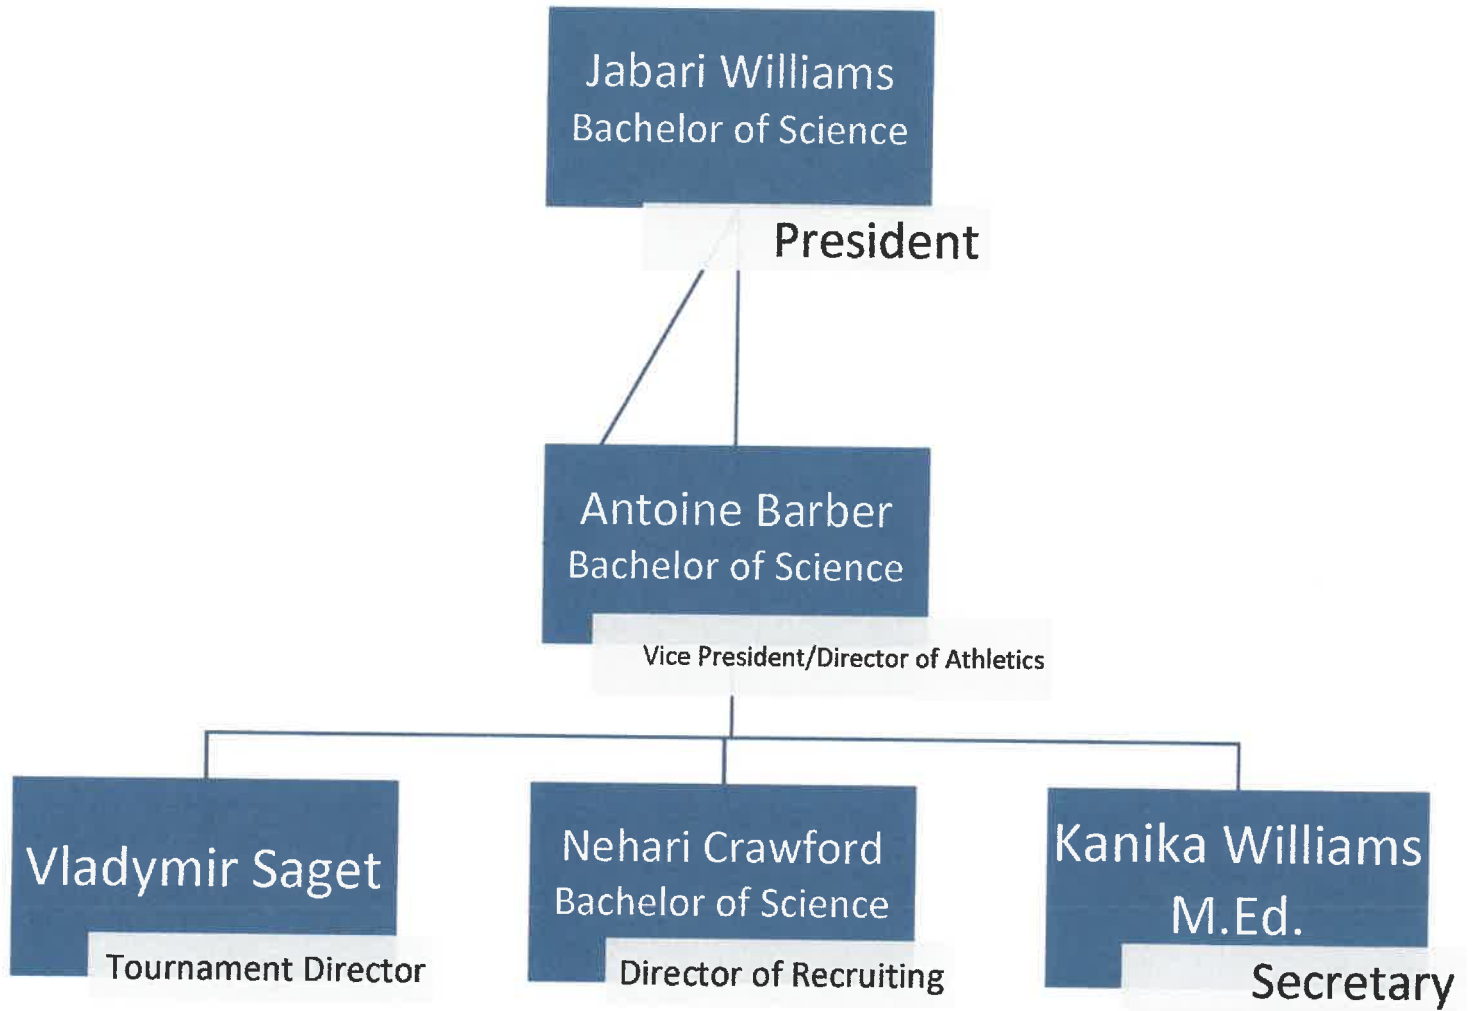 Jabari Williams
Bachelor of Science
President
Antoine Barber
Bachelor of Science
Vice President/Director of Athletics
Vladymir Saget
Tournament Director
Nehari Crawford
Bachelor of Science
Director of Recruiting
Kanika Williams
M.Ed.
Secretary